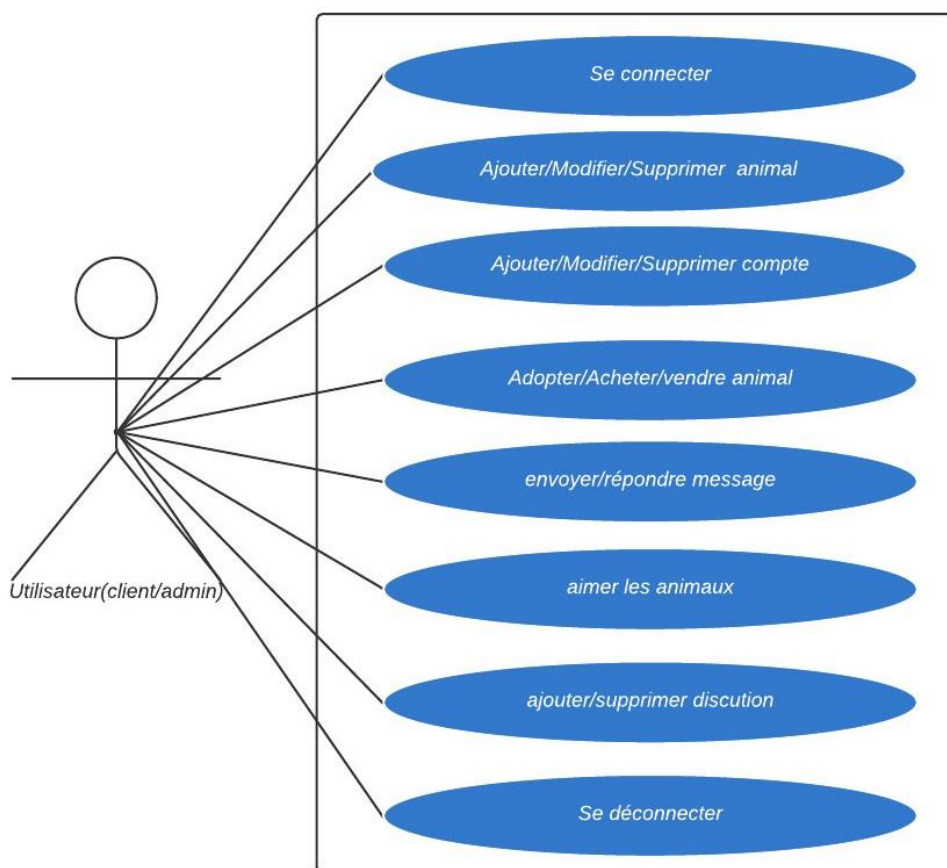 Se connecter
Ajouter/Modifier/Supprimer animal
Ajouter/Modifier/Supprimer compte
Adopter/Acheter/vendre animal
envoyer/répondre message
aimer les animaux
Utilisateur(client/admin)
ajouter/supprimer discution
Se déconnecter